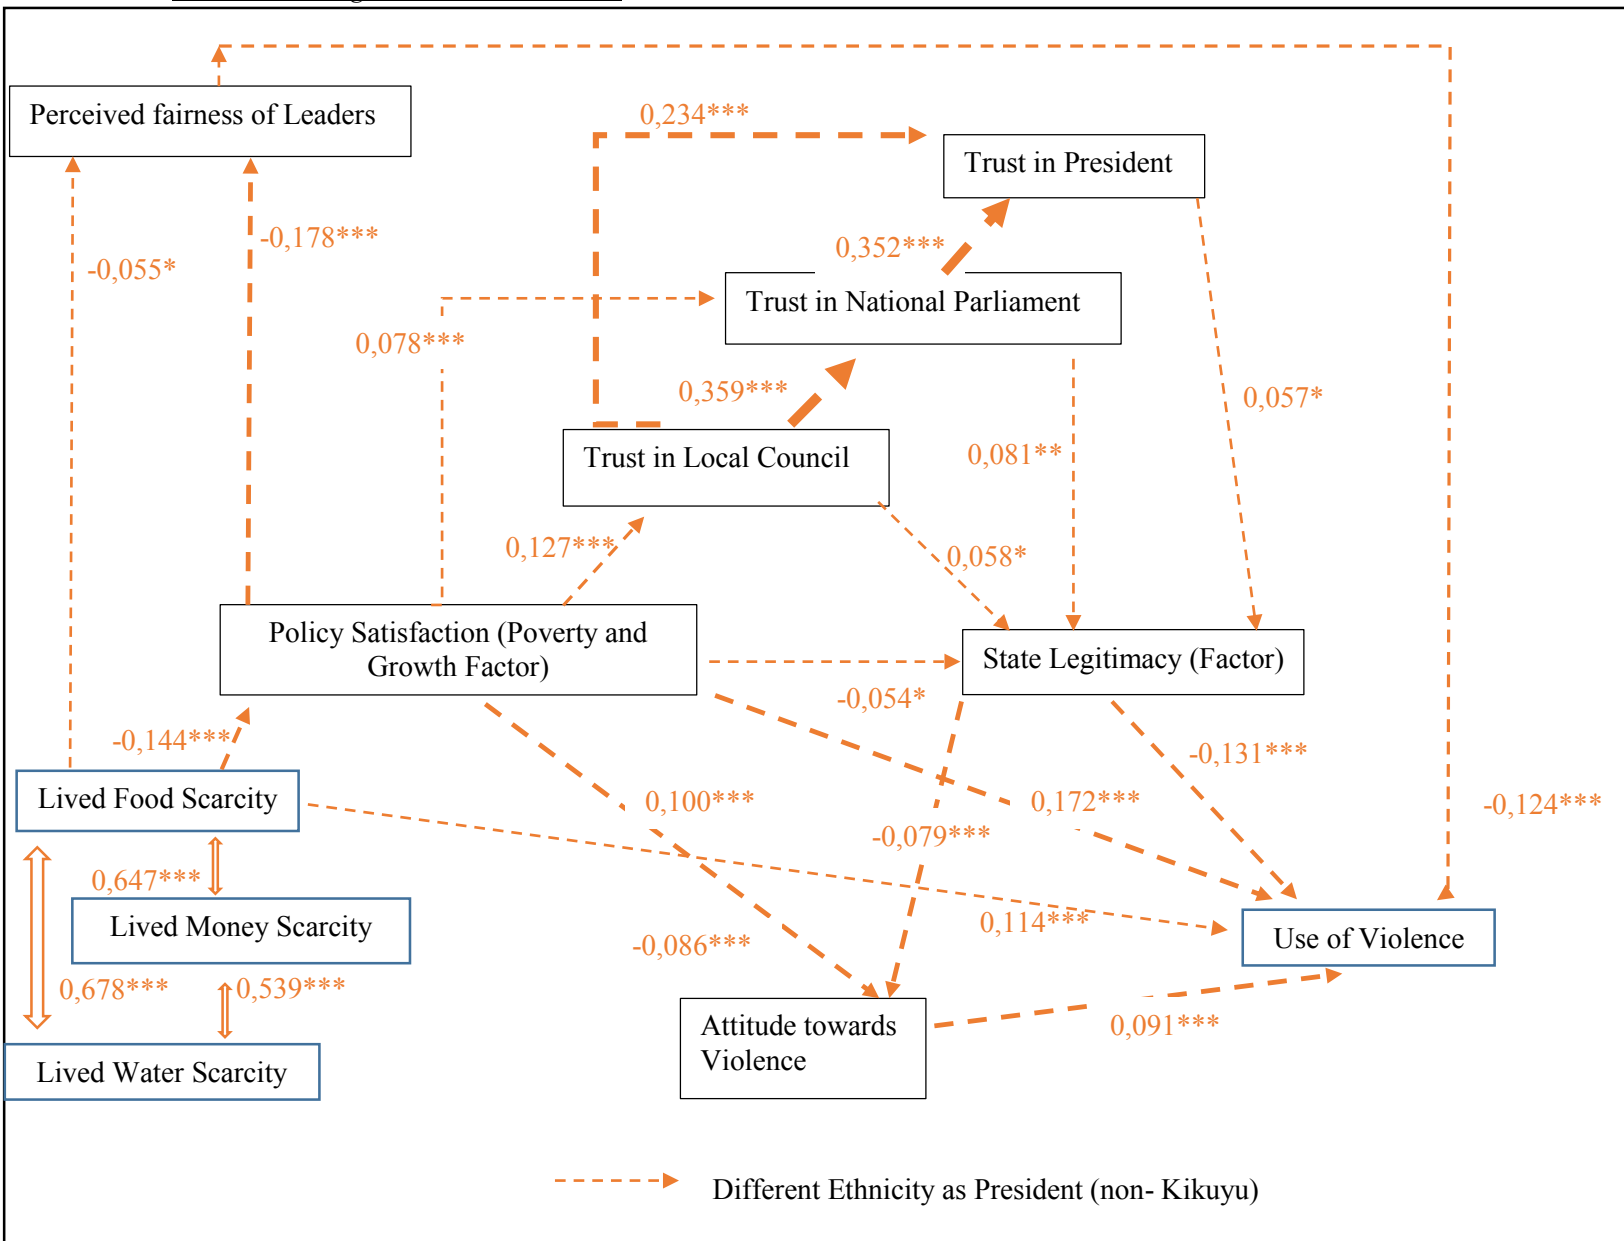 Perceived fairness of Leaders
0,234***
Trust in President
-0,178***
-0,055*
0,352***
Trust in National Parliament
0,078***
0,359***
0,057*
Trust in Local Council
0,081**
0,127***
0,058*
Policy Satisfaction (Poverty and
Growth Factor)
State Legitimacy (Factor)
-0,054*
-0,144***
-0,131***
Lived Food Scarcity
0,100***
0,172***
-0,124***
-0,079***
0,647***
Lived Money Scarcity
0,114***
-0,086***
Use of Violence
0,678***
0,539***
Attitude towards
Violence
0,091***
Lived Water Scarcity
Different Ethnicity as President (non- Kikuyu)